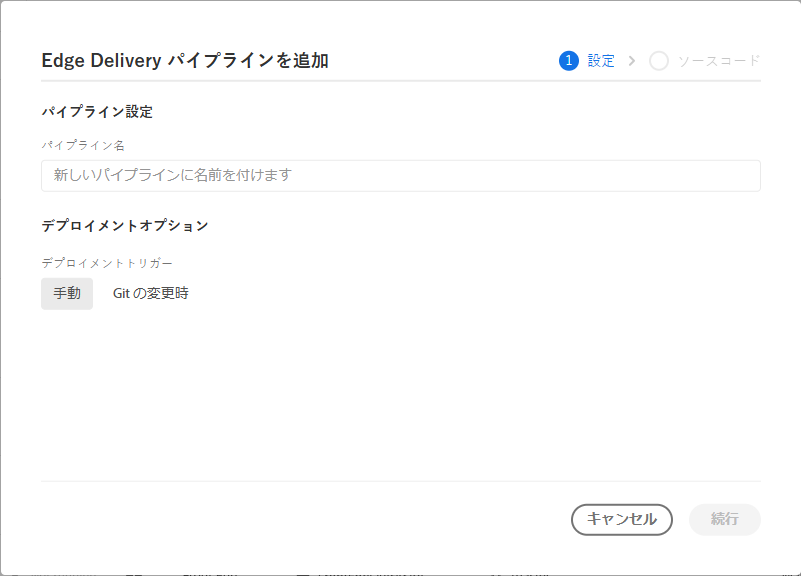 Edge Delivery パイプラインを追加
1 設定 > ソースコード
パイプライン設定
パイプライン名
新しいパイプラインに名前を付けます
デプロイメントオプション
デプロイメントトリガー
手動 Git の変更時
キャンセル 続行